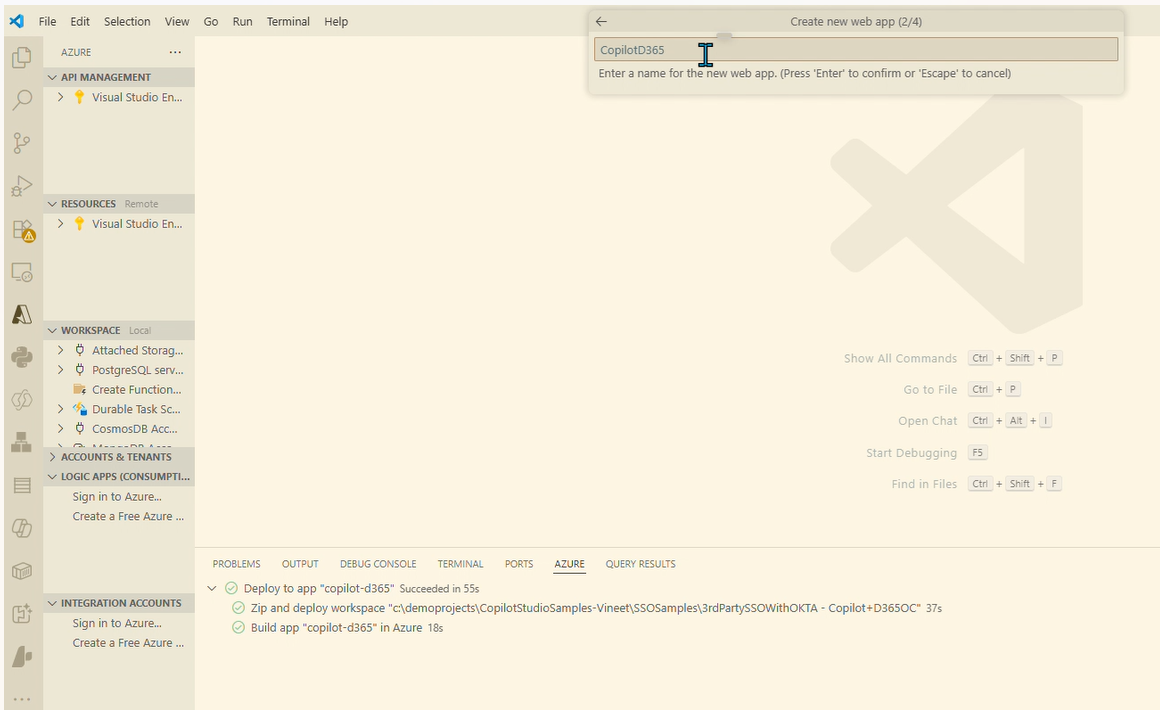 File Edit Selection View Go Run Terminal Help
Create new web app (2/4)
CopilotD365
Enter a name for the new web app. (Press 'Enter' to confirm or 'Escape' to cancel)
AZURE
API MANAGEMENT
Visual Studio En...
RESOURCES Remote
Visual Studio En...
WORKSPACE Local
Attached Storag...
PostgreSQL serv...
Create Function...
Durable Task Sc...
CosmosDB Acc...
ACCOUNTS & TENANTS
LOGIC APPS (CONSUMPTI...
Sign in to Azure...
Create a Free Azure ...
INTEGRATION ACCOUNTS
Sign in to Azure...
Create a Free Azure ...
Show All Commands Ctrl + Shift + P
Go to File Ctrl + P
Open Chat Ctrl + Alt + I
Start Debugging F5
Find in Files Ctrl + Shift + F
PROBLEMS OUTPUT DEBUG CONSOLE TERMINAL PORTS AZURE QUERY RESULTS
Deploy to app "copilot-d365" Succeeded in 55s
Zip and deploy workspace "c:\demoprojects\CopilotStudioSamples-Vineet\SSOSamples\3rdPartySSOWithOKTA - Copilot+D365OC" 37s
Build app "copilot-d365" in Azure 18s